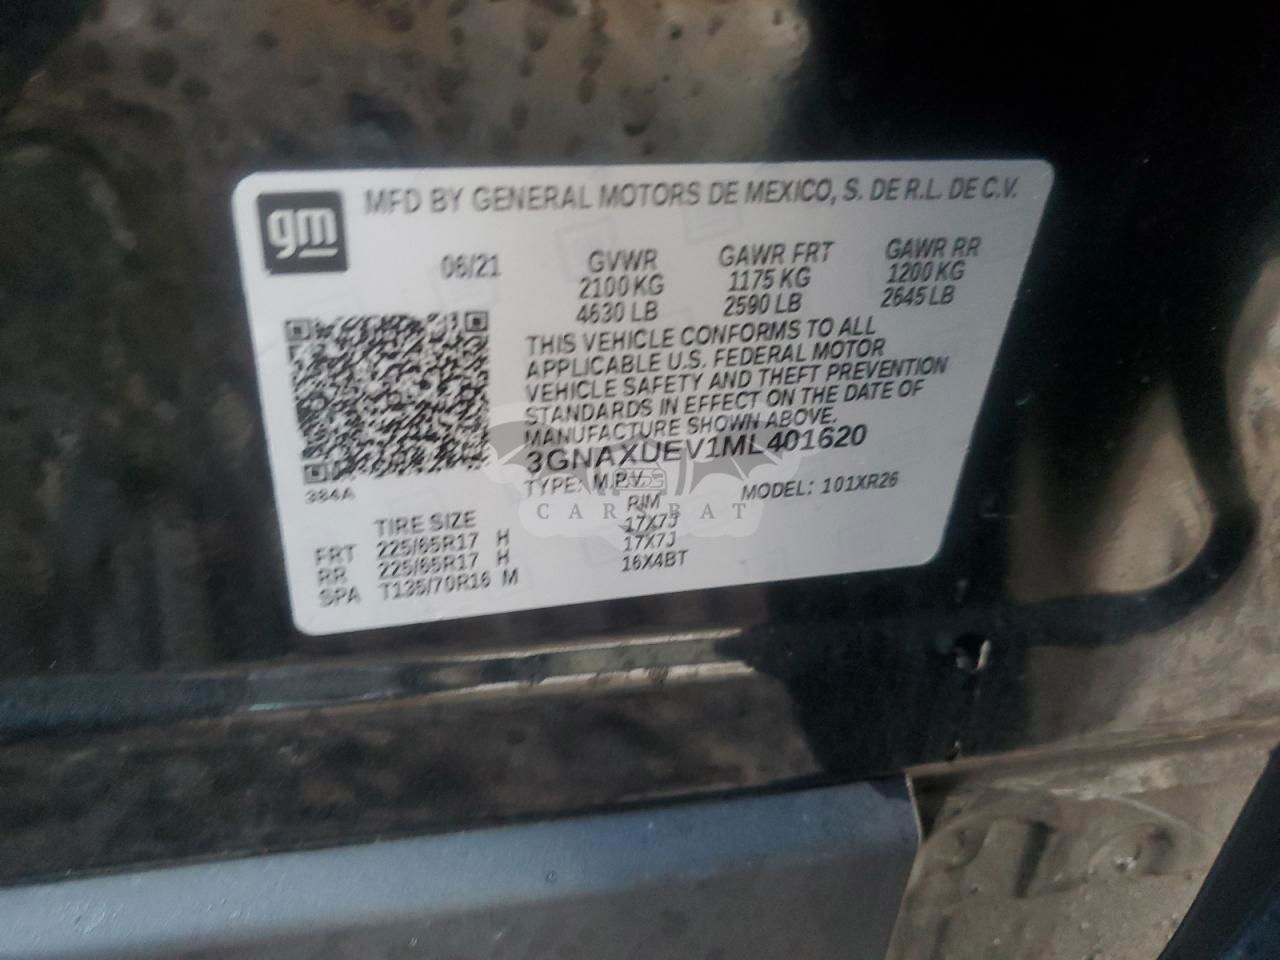 gm
MFD BY GENERAL MOTORS DE MEXICO, S. DE R.L. DE C.V.
06/21 GVWR GAWR FRT GAWR RR
2100 KG 1175 KG 1200 KG
4630 LB 2590 LB 2645 LB
THIS VEHICLE CONFORMS TO ALL
APPLICABLE U.S. FEDERAL MOTOR
VEHICLE SAFETY AND THEFT PREVENTION
STANDARDS IN EFFECT ON THE DATE OF
MANUFACTURE SHOWN ABOVE.
3GNAXUEV1ML401620
384A
TYPE: M.P.V. MODEL: 101XR26
CAR BAT
TIRE SIZE RIM
FRT 225/65R17 H 17X7J
RR 225/65R17 H 17X7J
SPA T135/70R16 M 16X4BT